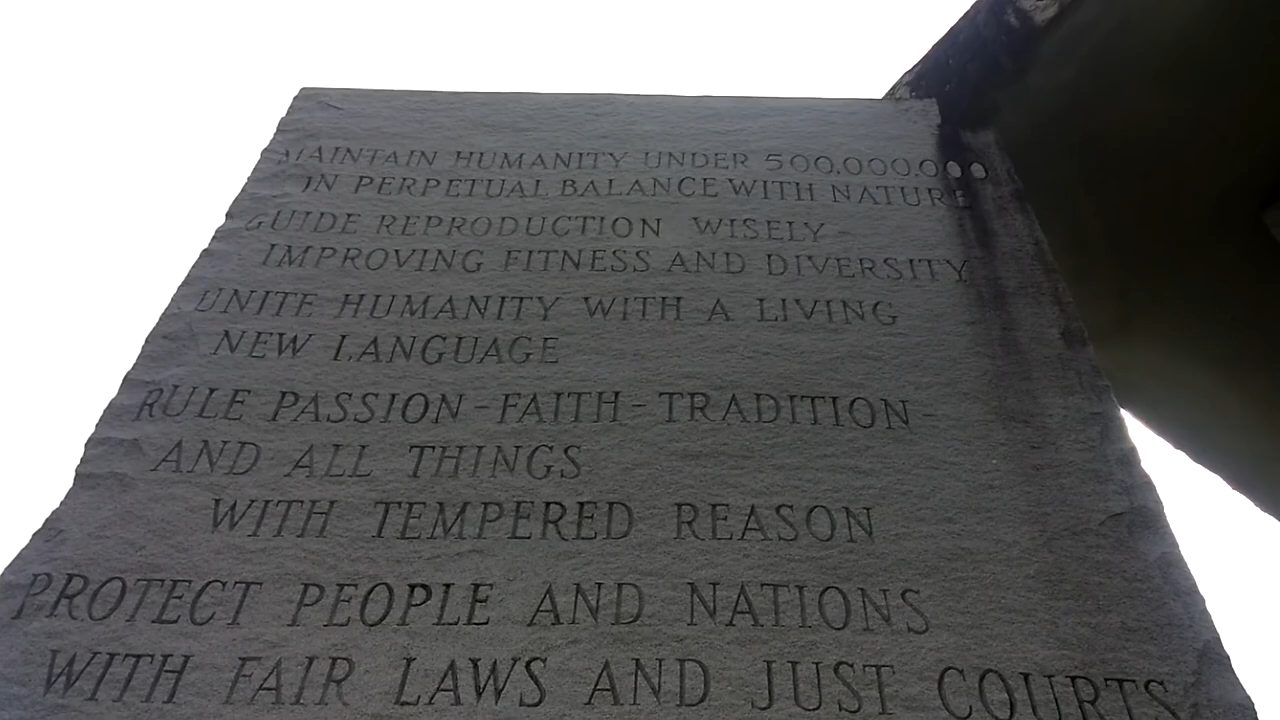 MAINTAIN HUMANITY UNDER 500,000,000
IN PERPETUAL BALANCE WITH NATURE
GUIDE REPRODUCTION WISELY-
IMPROVING FITNESS AND DIVERSITY
UNITE HUMANITY WITH A LIVING
NEW LANGUAGE
RULE PASSION-FAITH-TRADITION-
AND ALL THINGS
WITH TEMPERED REASON
PROTECT PEOPLE AND NATIONS
WITH FAIR LAWS AND JUST COURTS